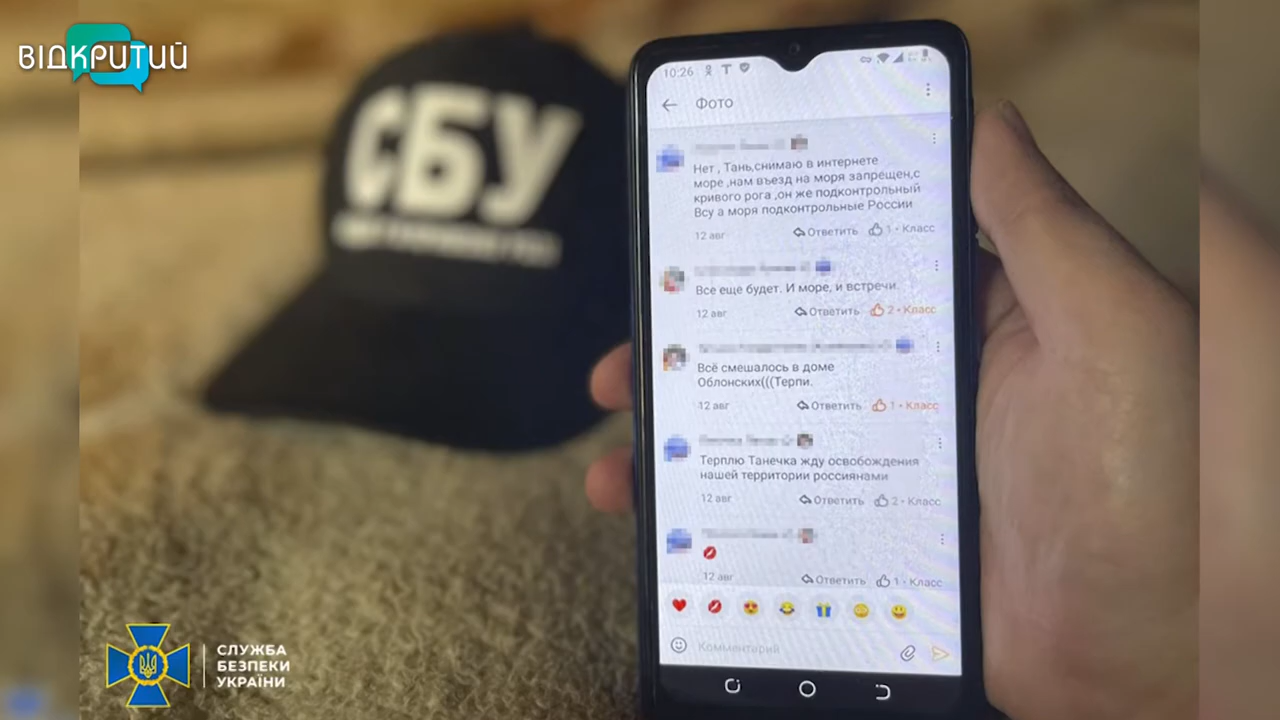 ВІДКРИТИЙ
СБУ
10:26
Фото
Нет , Тань,снимаю в интернете
море ,нам въезд на моря запрещен,с
кривого рога ,он же подконтрольный
Всу а моря подконтрольные России
12 авг Ответить 1 • Класс
Все еще будет. И море, и встречи.
12 авг Ответить 2 • Класс
Всё смешалось в доме
Облонских(((Терпи.
12 авг Ответить 1 • Класс
Терплю Танечка жду освобождения
нашей территории россиянами
12 авг Ответить 2 • Класс
12 авг Ответить 1 • Класс
Комментарий
СЛУЖБА
БЕЗПЕКИ
УКРАЇНИ